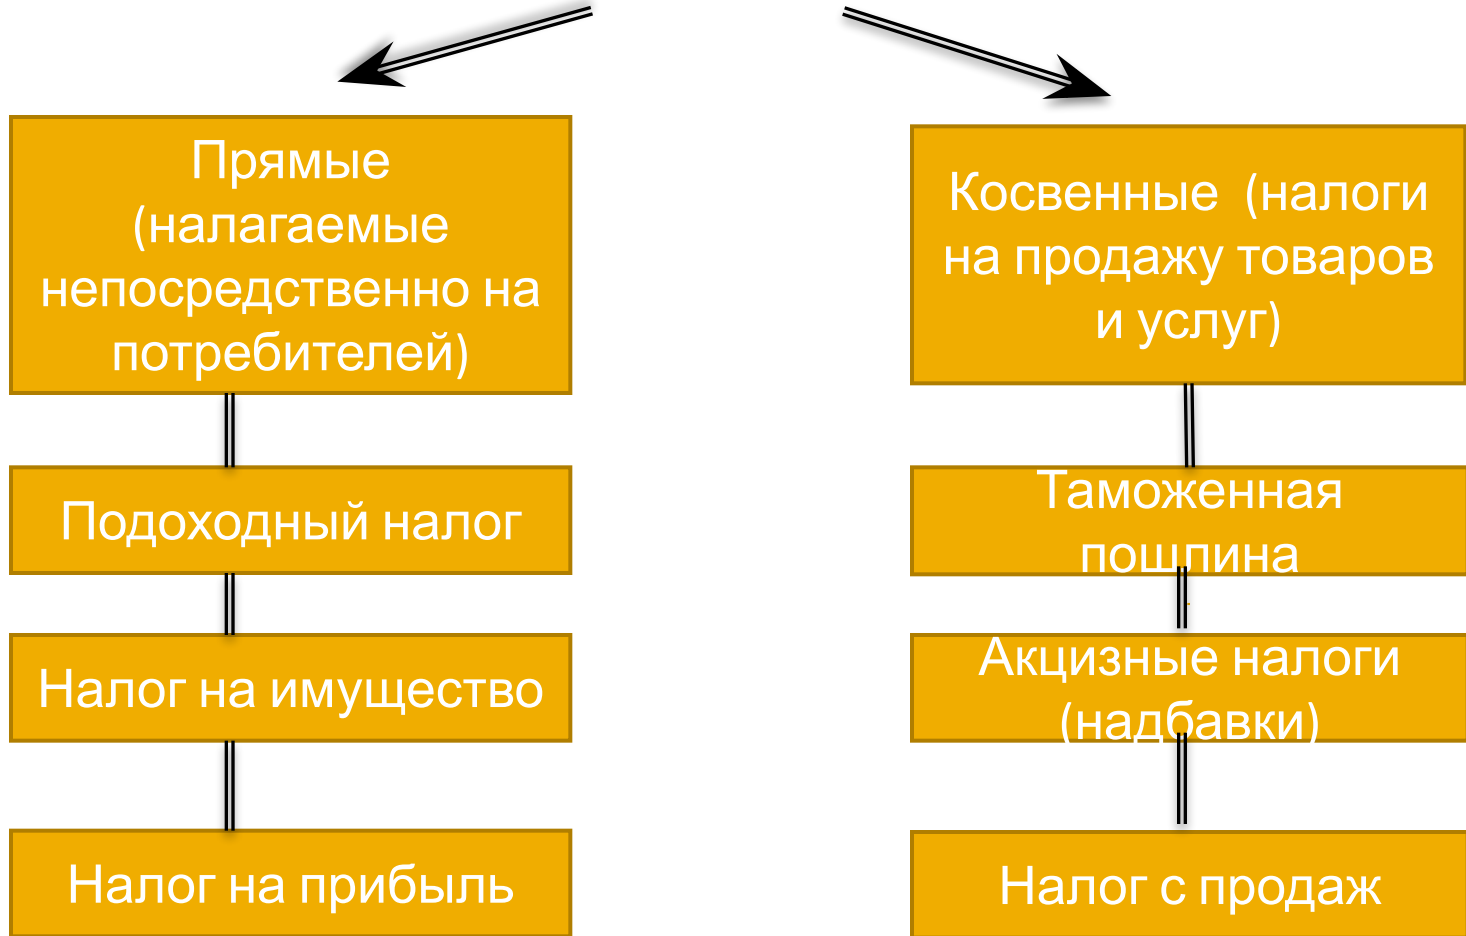 Прямые
(налагаемые
непосредственно на
потребителей)
Подоходный налог
Налог на имущество
Налог на прибыль
Косвенные (налоги
на продажу товаров
и услуг)
Таможенная
пошлина
Акцизные налоги
(надбавки)
Налог с продаж